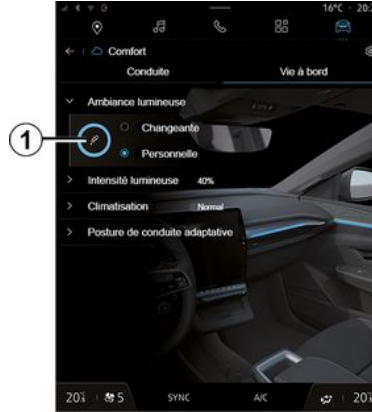 16°C · 20:
Comfort
Conduite
Vie à bord
Ambiance lumineuse
Changeante
Personnelle
1
Intensité lumineuse 40%
Climatisation Normal
Posture de conduite adaptative
5 SYNC A/C